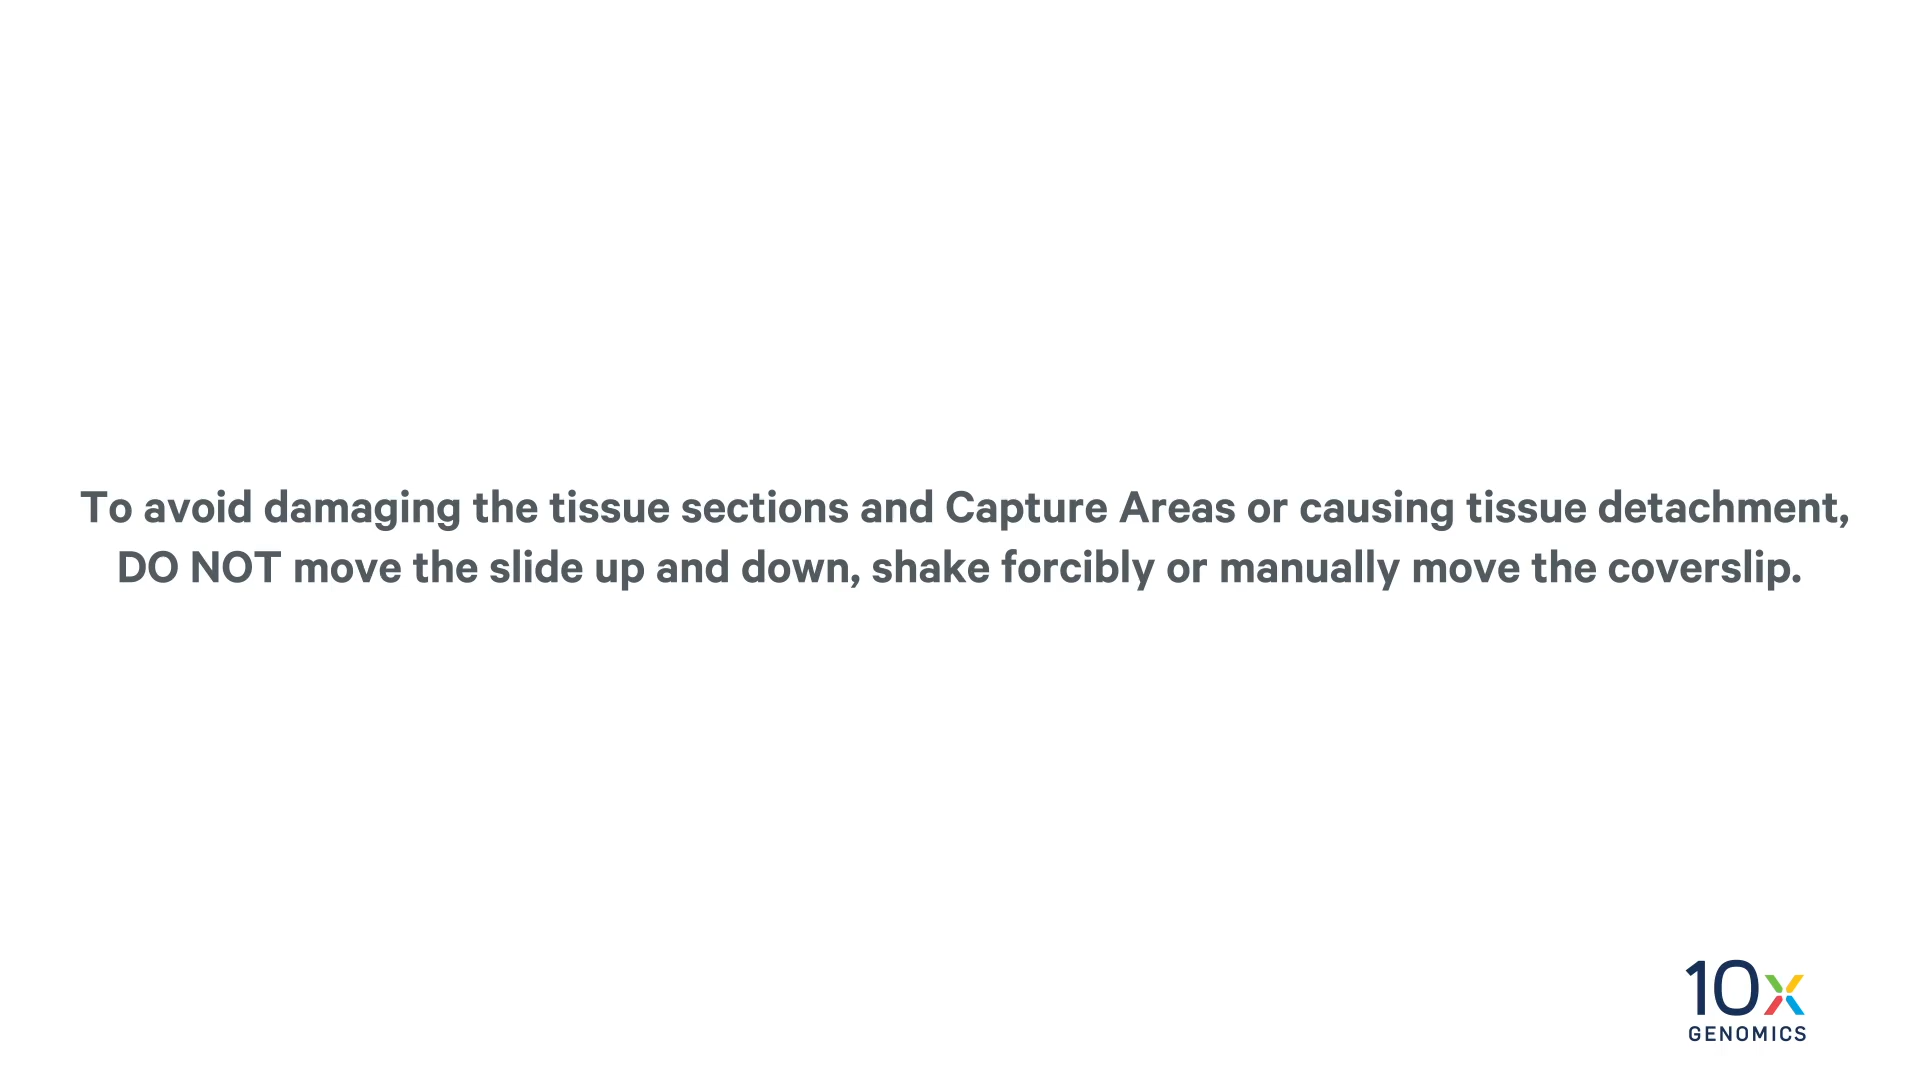 To avoid damaging the tissue sections and Capture Areas or causing tissue detachment,
DO NOT move the slide up and down, shake forcibly or manually move the coverslip.
10x
GENOMICS